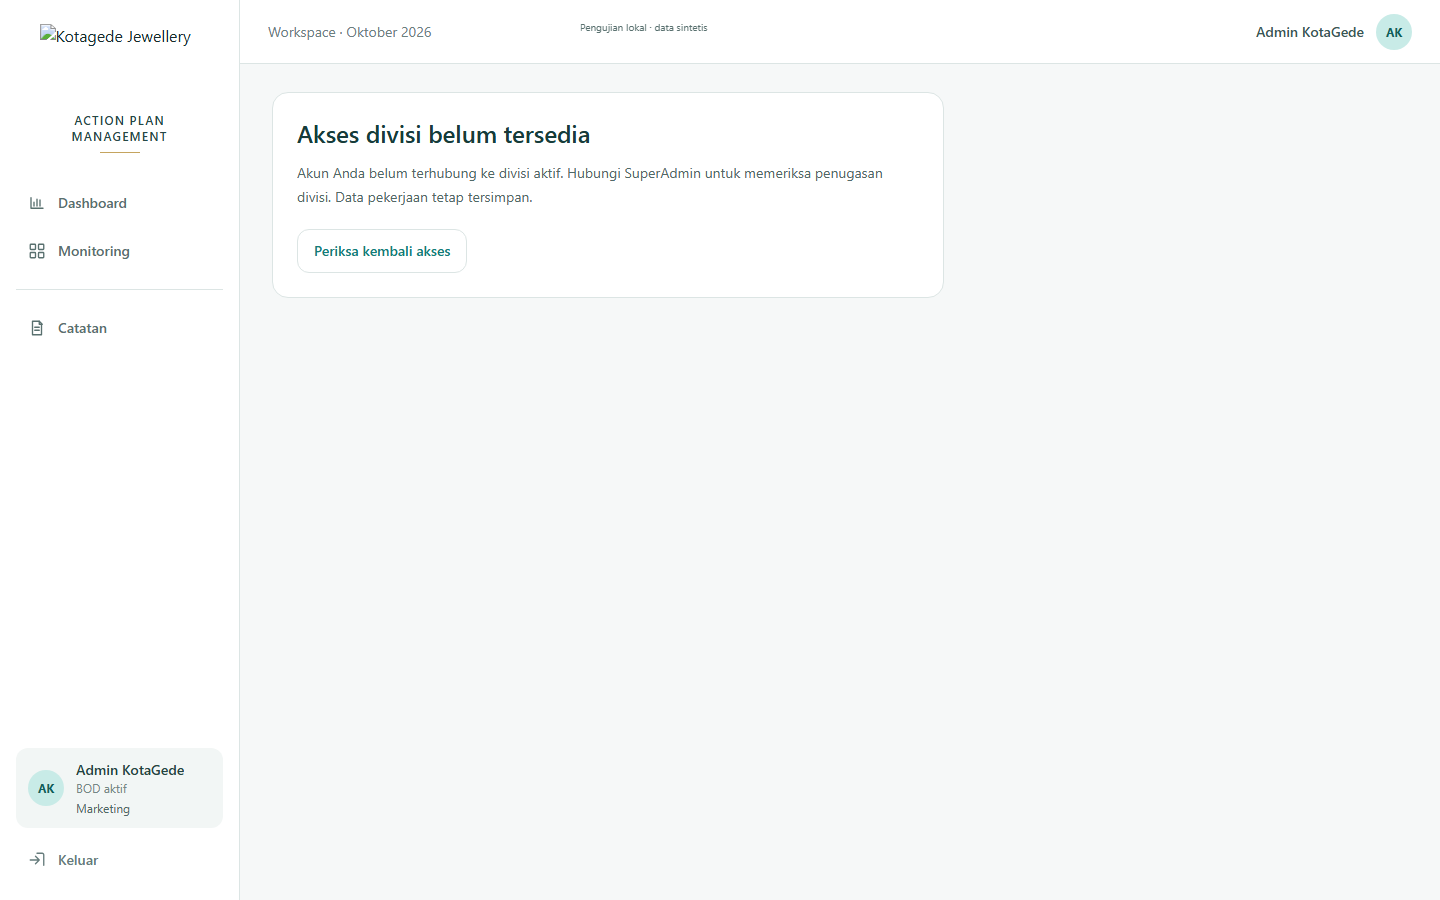 Kotagede Jewellery
ACTION PLAN
MANAGEMENT
Dashboard
Monitoring
Catatan
Admin KotaGede
AK
BOD aktif
Marketing
Keluar
Workspace · Oktober 2026
Pengujian lokal · data sintetis
Admin KotaGede
AK
Akses divisi belum tersedia
Akun Anda belum terhubung ke divisi aktif. Hubungi SuperAdmin untuk memeriksa penugasan
divisi. Data pekerjaan tetap tersimpan.
Periksa kembali akses